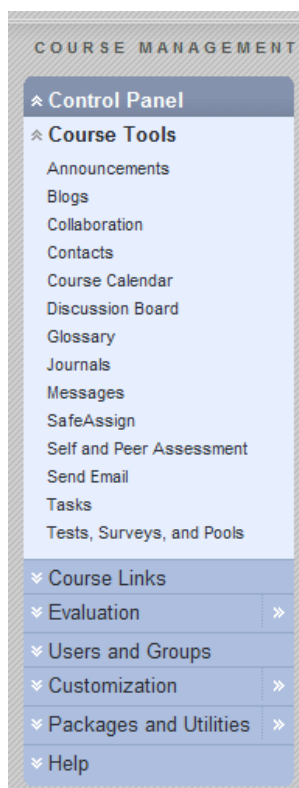 COURSE MANAGEMENT
Control Panel
Course Tools
Announcements
Blogs
Collaboration
Contacts
Course Calendar
Discussion Board
Glossary
Journals
Messages
SafeAssign
Self and Peer Assessment
Send Email
Tasks
Tests, Surveys, and Pools
Course Links
Evaluation
Users and Groups
Customization
Packages and Utilities
Help